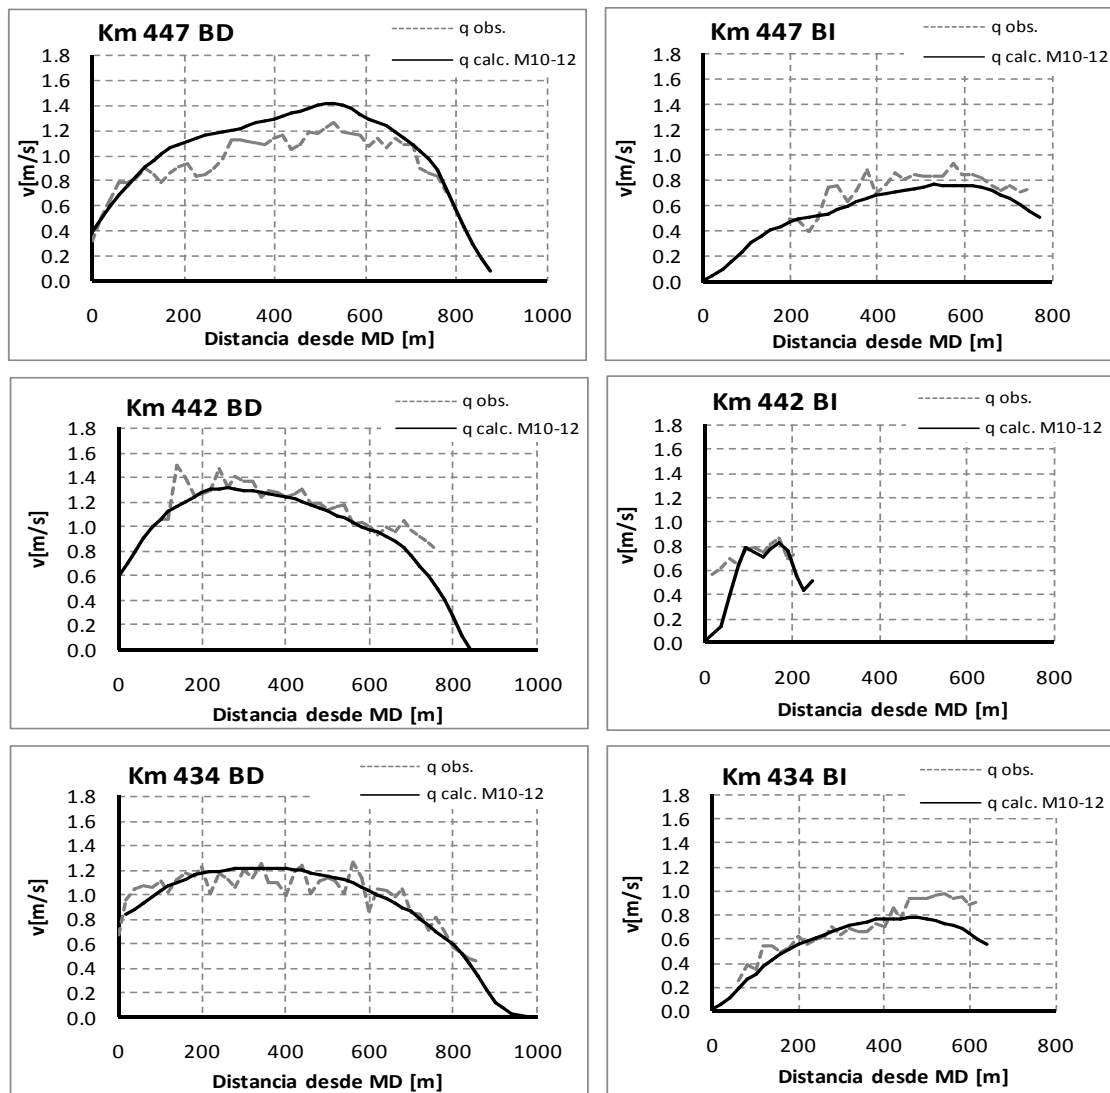 Km 447 BD
q obs.
q calc. M10-12
1.8
1.6
1.4
1.2
1.0
0.8
0.6
0.4
0.2
0.0
v[m/s]
0 200 400 600 800 1000
Distancia desde MD [m]
Km 447 BI
q obs.
q calc. M10-12
1.8
1.6
1.4
1.2
1.0
0.8
0.6
0.4
0.2
0.0
v[m/s]
0 200 400 600 800
Distancia desde MD [m]
Km 442 BD
q obs.
q calc. M10-12
1.8
1.6
1.4
1.2
1.0
0.8
0.6
0.4
0.2
0.0
v[m/s]
0 200 400 600 800 1000
Distancia desde MD [m]
Km 442 BI
q obs.
q calc. M10-12
1.8
1.6
1.4
1.2
1.0
0.8
0.6
0.4
0.2
0.0
v[m/s]
0 200 400 600 800
Distancia desde MD [m]
Km 434 BD
q obs.
q calc. M10-12
1.8
1.6
1.4
1.2
1.0
0.8
0.6
0.4
0.2
0.0
v[m/s]
0 200 400 600 800 1000
Distancia desde MD [m]
Km 434 BI
q obs.
q calc. M10-12
1.8
1.6
1.4
1.2
1.0
0.8
0.6
0.4
0.2
0.0
v[m/s]
0 200 400 600 800
Distancia desde MD [m]